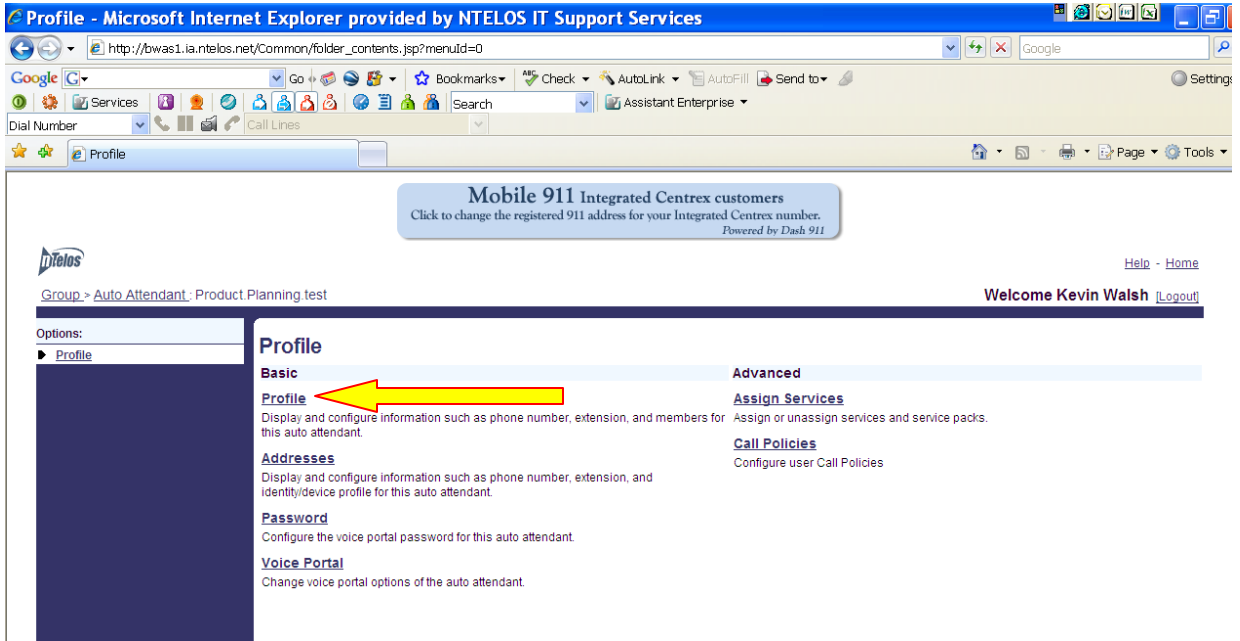 Profile - Microsoft Internet Explorer provided by NTELOS IT Support Services
http://bwas1.ia.ntelos.net/Common/folder_contents.jsp?menuId=0
Google
Google Go Bookmarks Check AutoLink AutoFill Send to Settings
Services Search Assistant Enterprise
Dial Number Call Lines
Profile Page Tools
Mobile 911 Integrated Centrex customers
Click to change the registered 911 address for your Integrated Centrex number.
Powered by Dash 911
nTelos
Help - Home
Group > Auto Attendant : Product.Planning.test
Welcome Kevin Walsh [Logout]
Options:
Profile
Profile
Basic
Profile
Display and configure information such as phone number, extension, and members for
this auto attendant.
Addresses
Display and configure information such as phone number, extension, and
identity/device profile for this auto attendant.
Password
Configure the voice portal password for this auto attendant.
Voice Portal
Change voice portal options of the auto attendant.
Advanced
Assign Services
Assign or unassign services and service packs.
Call Policies
Configure user Call Policies